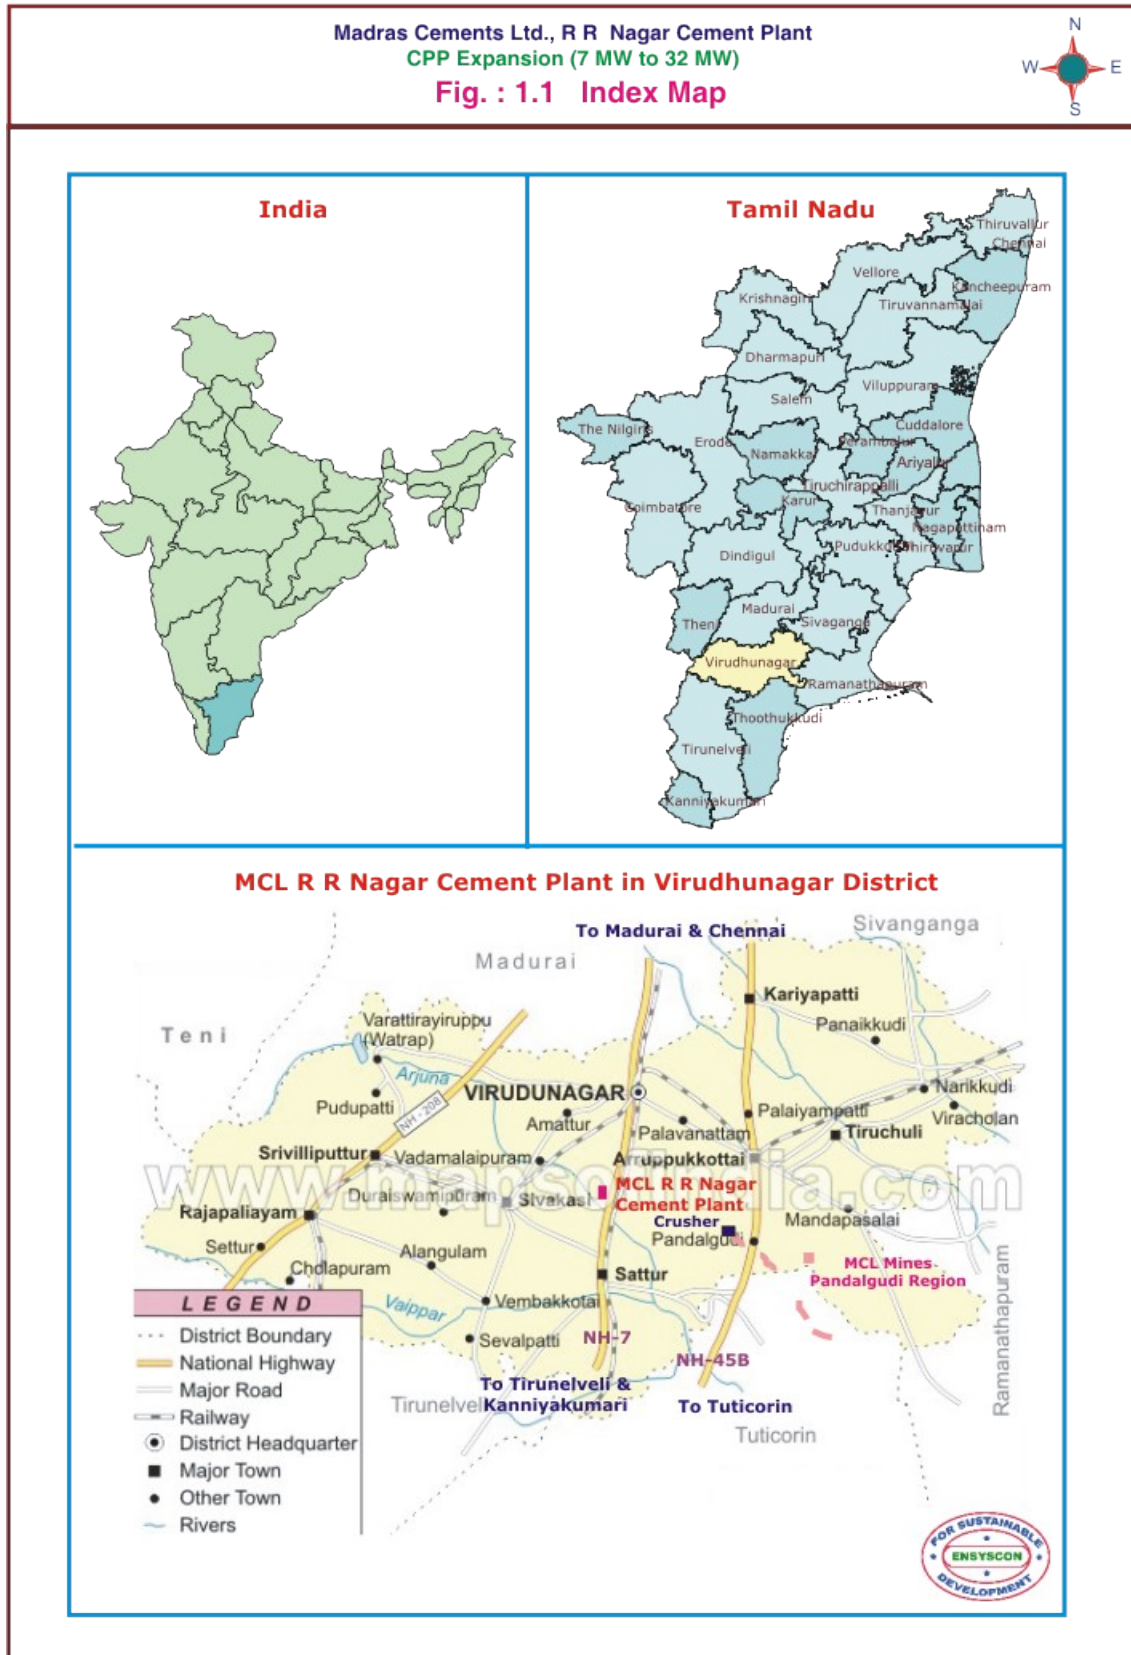 Madras Cements Ltd., R R Nagar Cement Plant
CPP Expansion (7 MW to 32 MW)
Fig. : 1.1 Index Map
N
W
E
S
India
Tamil Nadu
Thiruvallur
Chennai
Vellore
Kancheepuram
Krishnagiri
Tiruvannamalai
Dharmapuri
Viluppuram
Salem
Cuddalore
The Nilgiris
Erode
Perambalur
Namakkal
Ariyalur
Tiruchirappalli
Karur
Coimbatore
Thanjavur
Nagapattinam
Dindigul
Thiruvarur
Madurai
Theni
Sivaganga
Virudhunagar
Ramanathapuram
Thoothukkudi
Tirunelveli
Kanniyakumari
MCL R R Nagar Cement Plant in Virudhunagar District
Sivanganga
To Madurai & Chennai
Madurai
Kariyapatti
Varattirayiruppu
(Watrap)
Panaikkudi
Teni
Arjuna
VIRUDUNAGAR
Narikkudi
Pudupatti
NH - 208
Amattur
Palaiyampatti
Viracholan
Palavanattam
Tiruchuli
Srivilliputtur
Vadamalaipuram
Arruppukkottai
www.mapsofindia.com
MCL R R Nagar
Cement Plant
Duraiswamipuram
Sivakasi
Rajapaliayam
Crusher
Mandapasalai
Pandalgudi
Settur
Alangulam
MCL Mines
Pandalgudi Region
Cholapuram
Sattur
Ramanathapuram
LEGEND
Vaippar
Vembakkotai
District Boundary
Sevalpatti
NH-7
National Highway
NH-45B
Major Road
To Tirunelveli &
Kanniyakumari
Tirunelveli
To Tuticorin
Railway
Tuticorin
District Headquarter
Major Town
Other Town
Rivers
FOR SUSTAINABLE
ENSYSCON
DEVELOPMENT